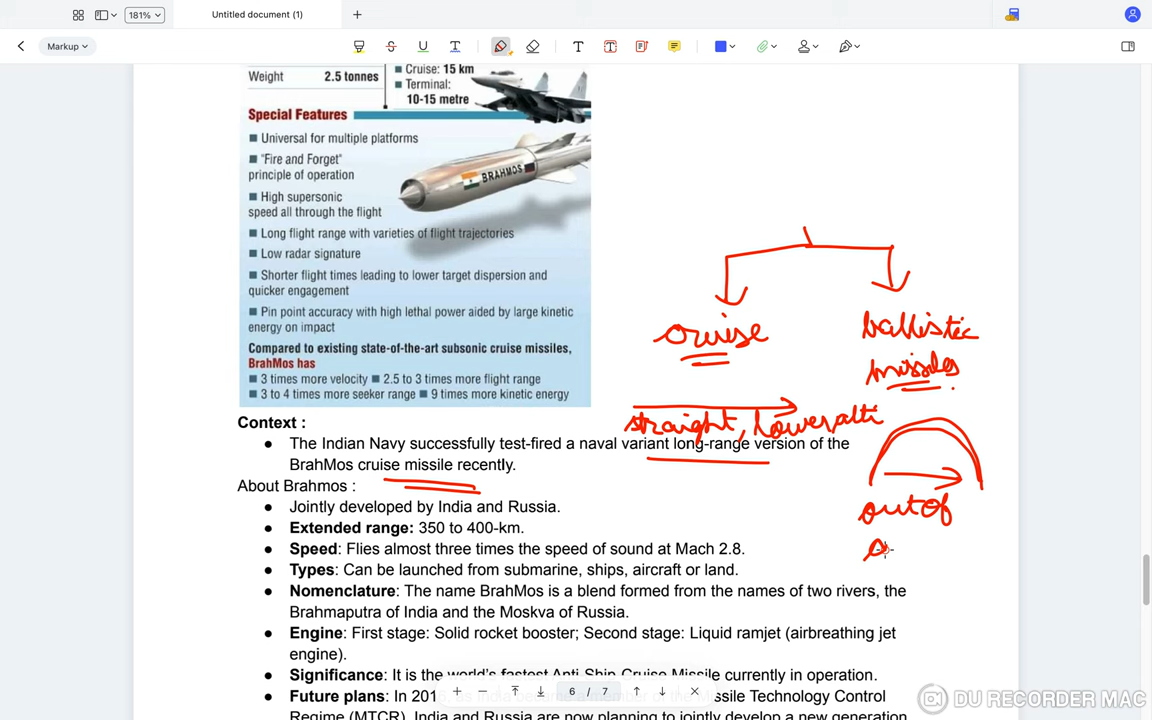 181%
Untitled document (1)
Markup
Weight 2.5 tonnes
Cruise: 15 km
Terminal:
10-15 metre
Special Features
Universal for multiple platforms
"Fire and Forget"
principle of operation
High supersonic
speed all through the flight
Long flight range with varieties of flight trajectories
Low radar signature
Shorter flight times leading to lower target dispersion and
quicker engagement
Pin point accuracy with high lethal power aided by large kinetic
energy on impact
Compared to existing state-of-the-art subsonic cruise missiles,
BrahMos has
3 times more velocity 2.5 to 3 times more flight range
3 to 4 times more seeker range 9 times more kinetic energy
BRAHMOS
cruise
ballistic
missiles.
straight, lower alti
out of
Context :
The Indian Navy successfully test-fired a naval variant long-range version of the
BrahMos cruise missile recently.
About Brahmos :
Jointly developed by India and Russia.
Extended range: 350 to 400-km.
Speed: Flies almost three times the speed of sound at Mach 2.8.
Types: Can be launched from submarine, ships, aircraft or land.
Nomenclature: The name BrahMos is a blend formed from the names of two rivers, the
Brahmaputra of India and the Moskva of Russia.
Engine: First stage: Solid rocket booster; Second stage: Liquid ramjet (airbreathing jet
engine).
Significance: It is the world's fastest Anti Ship Cruise Missile currently in operation.
Future plans: In 2016, as India became a member of the Missile Technology Control
Regime (MTCR), India and Russia are now planning to jointly develop a new generation
6 / 7
DU RECORDER MAC